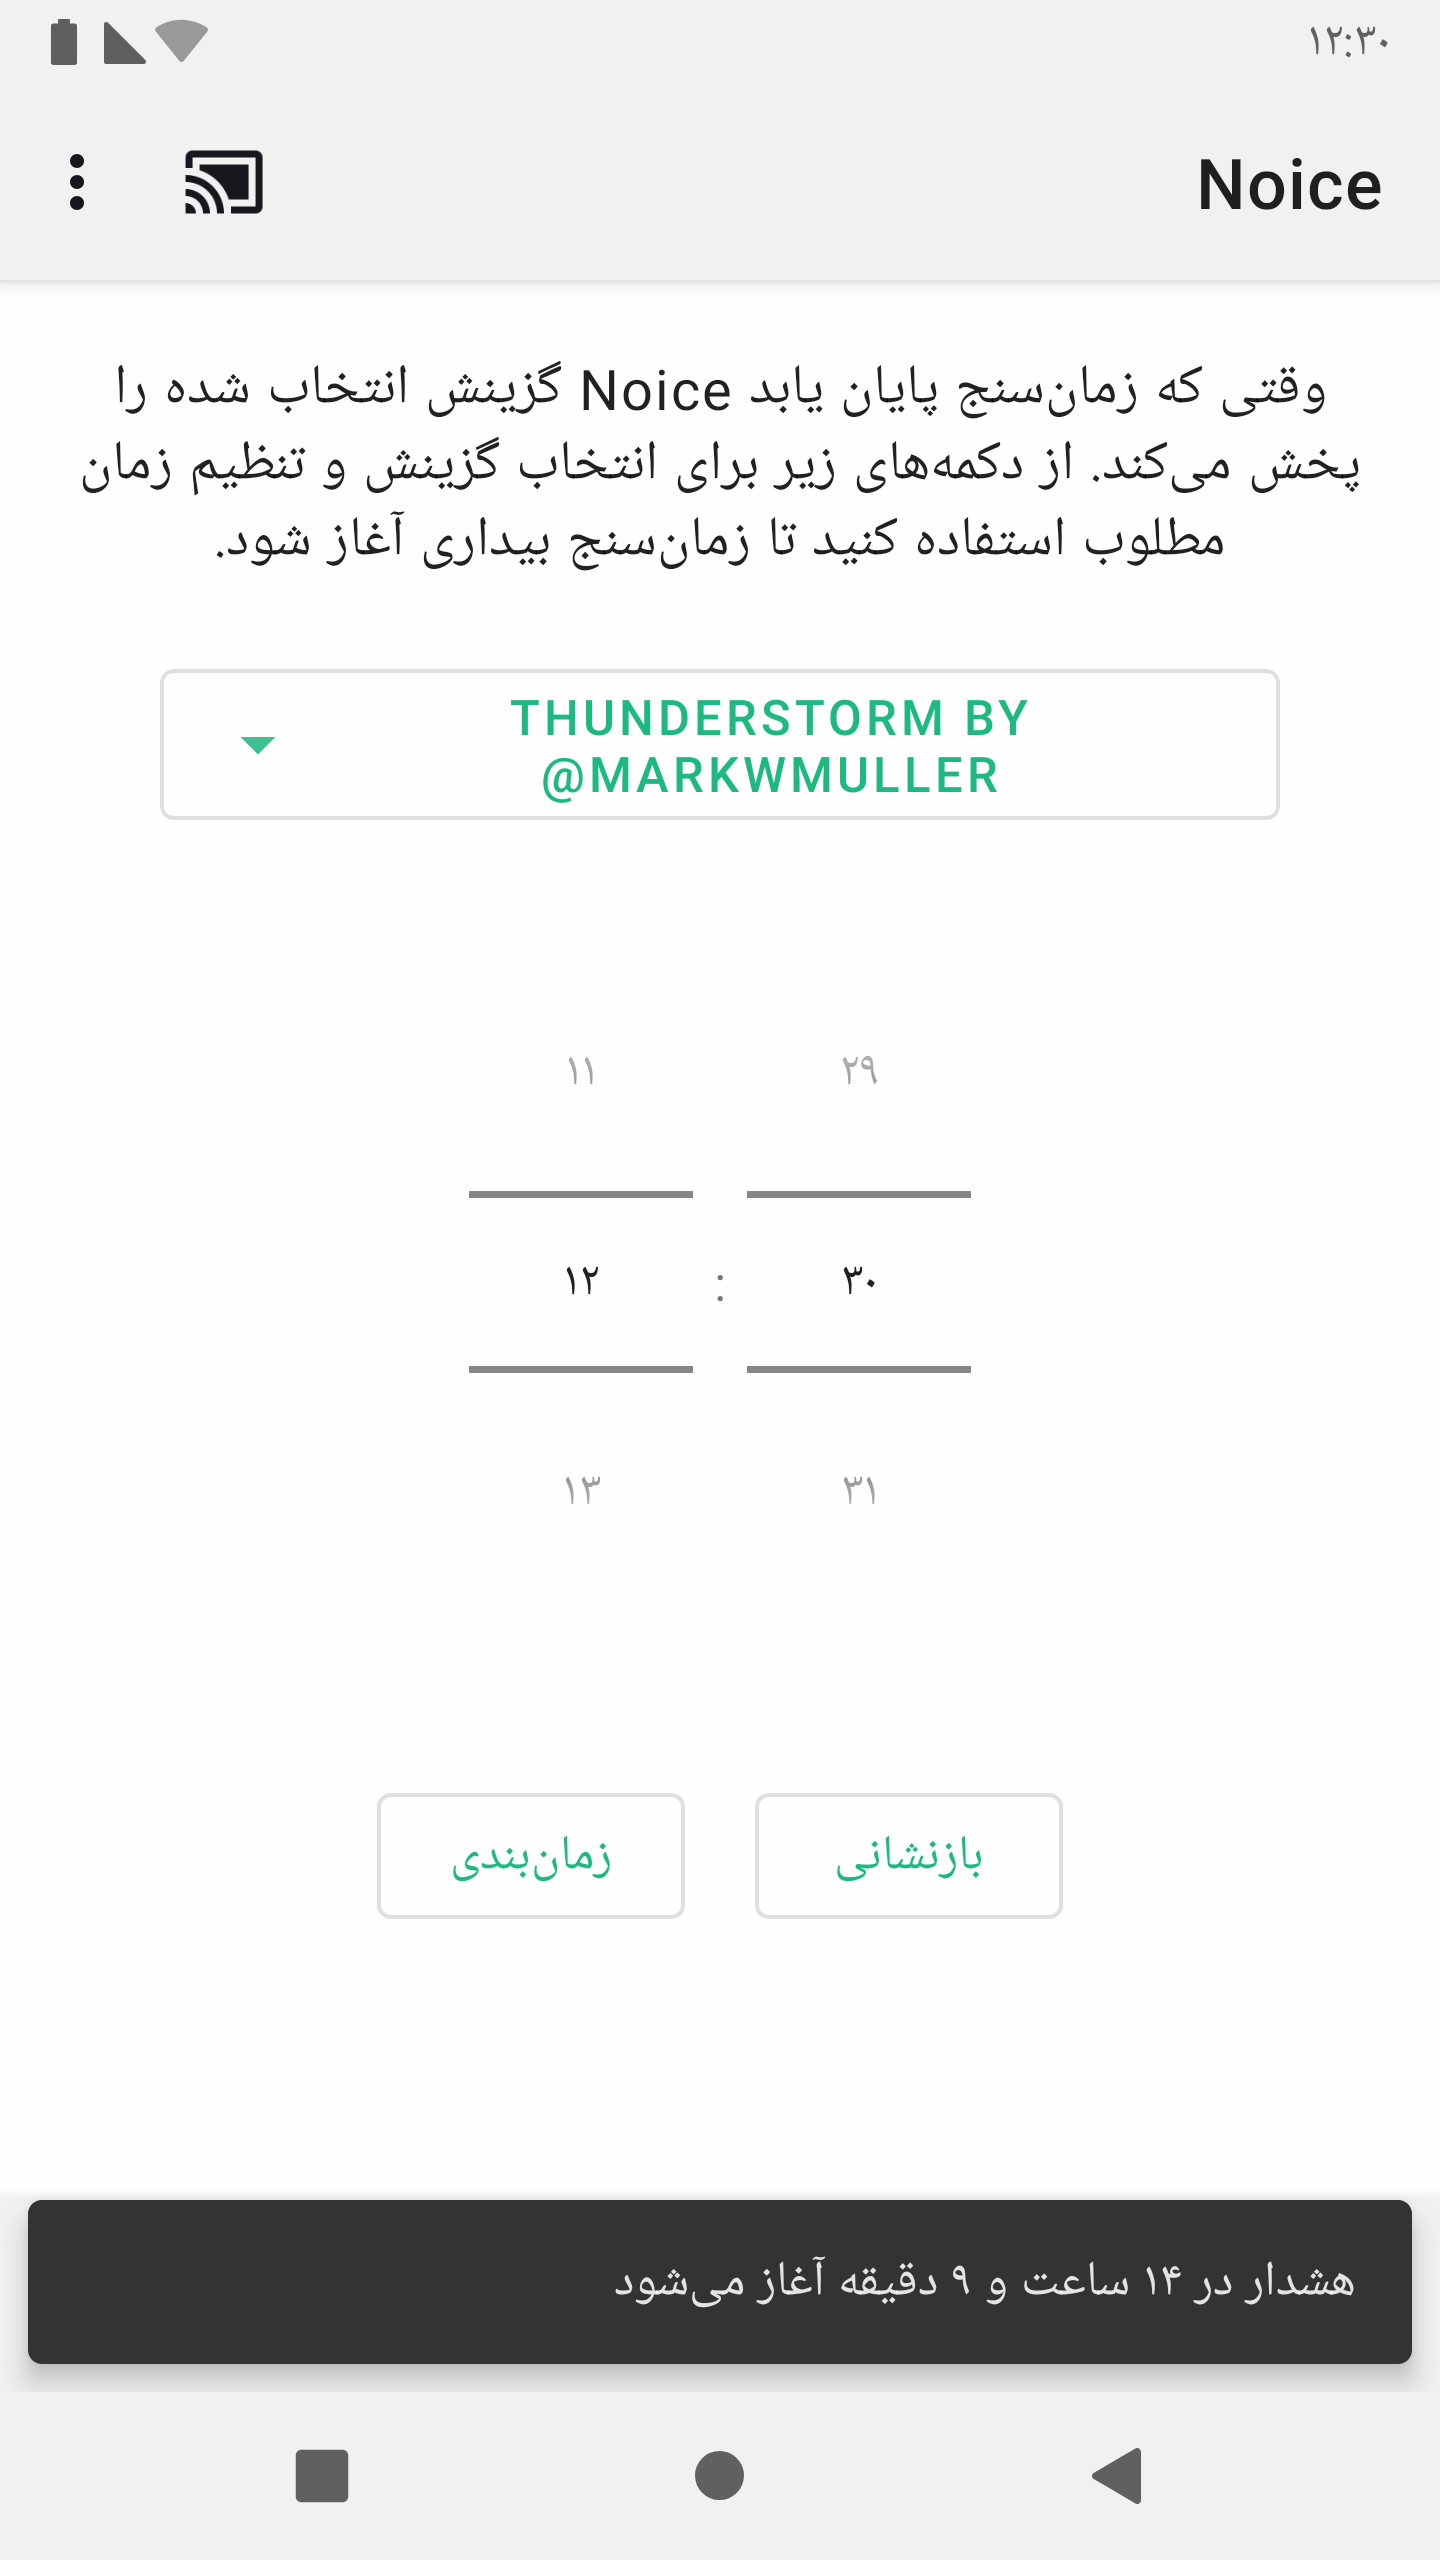 ۱۲:۳۰
Noice
وقتی که زمان‌سنج پایان یابد Noice گزینش انتخاب شده را
پخش می‌کند. از دکمه‌های زیر برای انتخاب گزینش و تنظیم زمان
مطلوب استفاده کنید تا زمان‌سنج بیداری آغاز شود.
THUNDERSTORM BY
@MARKWMULLER
۱۱ ۲۹
۱۲ : ۳۰
۱۳ ۳۱
بازنشانی
زمان‌بندی
هشدار در ۱۴ ساعت و ۹ دقیقه آغاز می‌شود